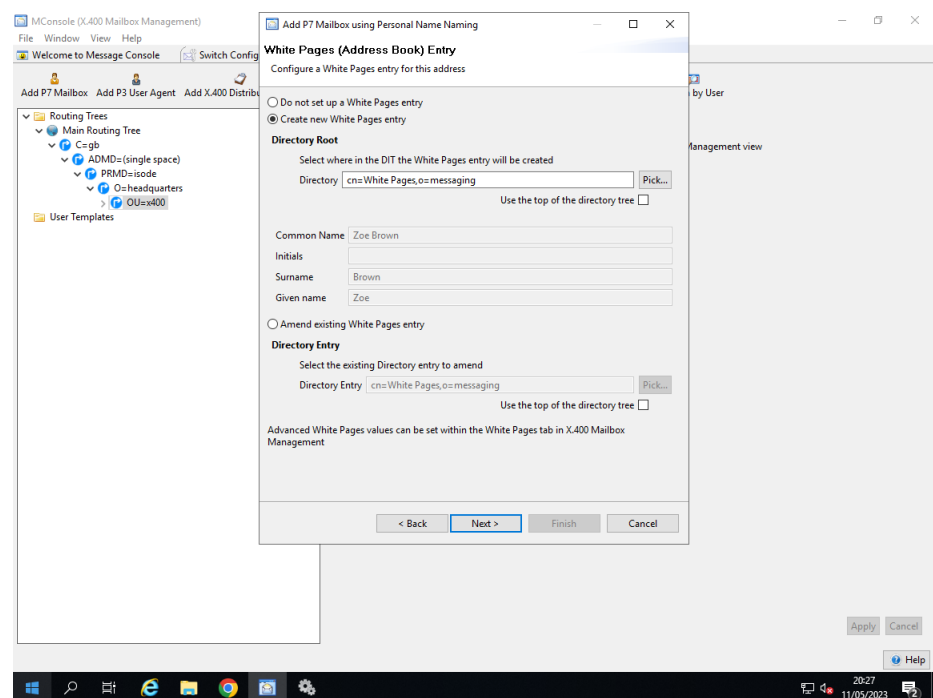 MConsole (X.400 Mailbox Management)
File Window View Help
Welcome to Message Console
Switch Config
Add P7 Mailbox Add P3 User Agent Add X.400 Distribu
by User
Routing Trees
Main Routing Tree
C=gb
ADMD=(single space)
PRMD=isode
O=headquarters
OU=x400
User Templates
Management view
Add P7 Mailbox using Personal Name Naming
White Pages (Address Book) Entry
Configure a White Pages entry for this address
Do not set up a White Pages entry
Create new White Pages entry
Directory Root
Select where in the DIT the White Pages entry will be created
Directory cn=White Pages,o=messaging Pick...
Use the top of the directory tree
Common Name Zoe Brown
Initials
Surname Brown
Given name Zoe
Amend existing White Pages entry
Directory Entry
Select the existing Directory entry to amend
Directory Entry cn=White Pages,o=messaging Pick...
Use the top of the directory tree
Advanced White Pages values can be set within the White Pages tab in X.400 Mailbox
Management
< Back Next > Finish Cancel
Apply Cancel
Help
20:27
11/05/2023
2